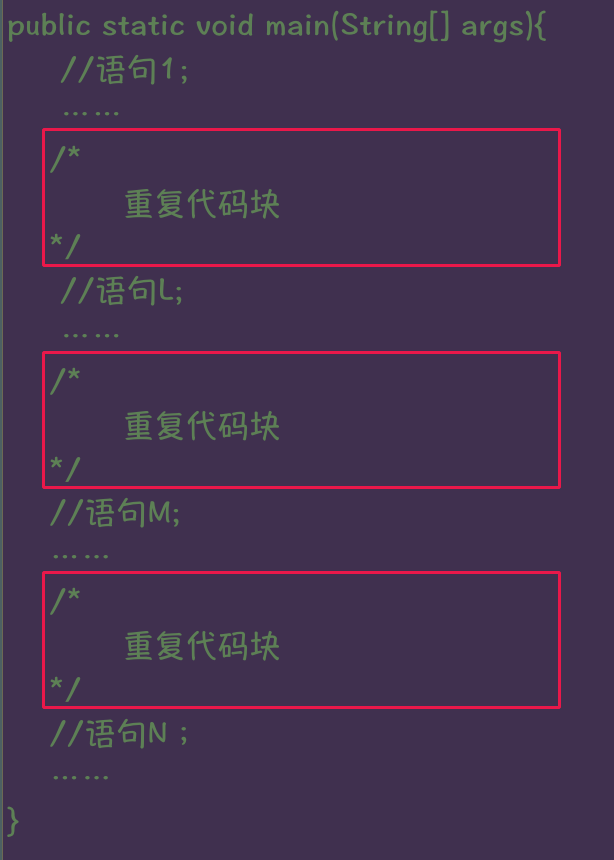 public static void main(String[] args){
//语句1;
……
/*
重复代码块
*/
//语句L;
……
/*
重复代码块
*/
//语句M;
……
/*
重复代码块
*/
//语句N ;
……
}